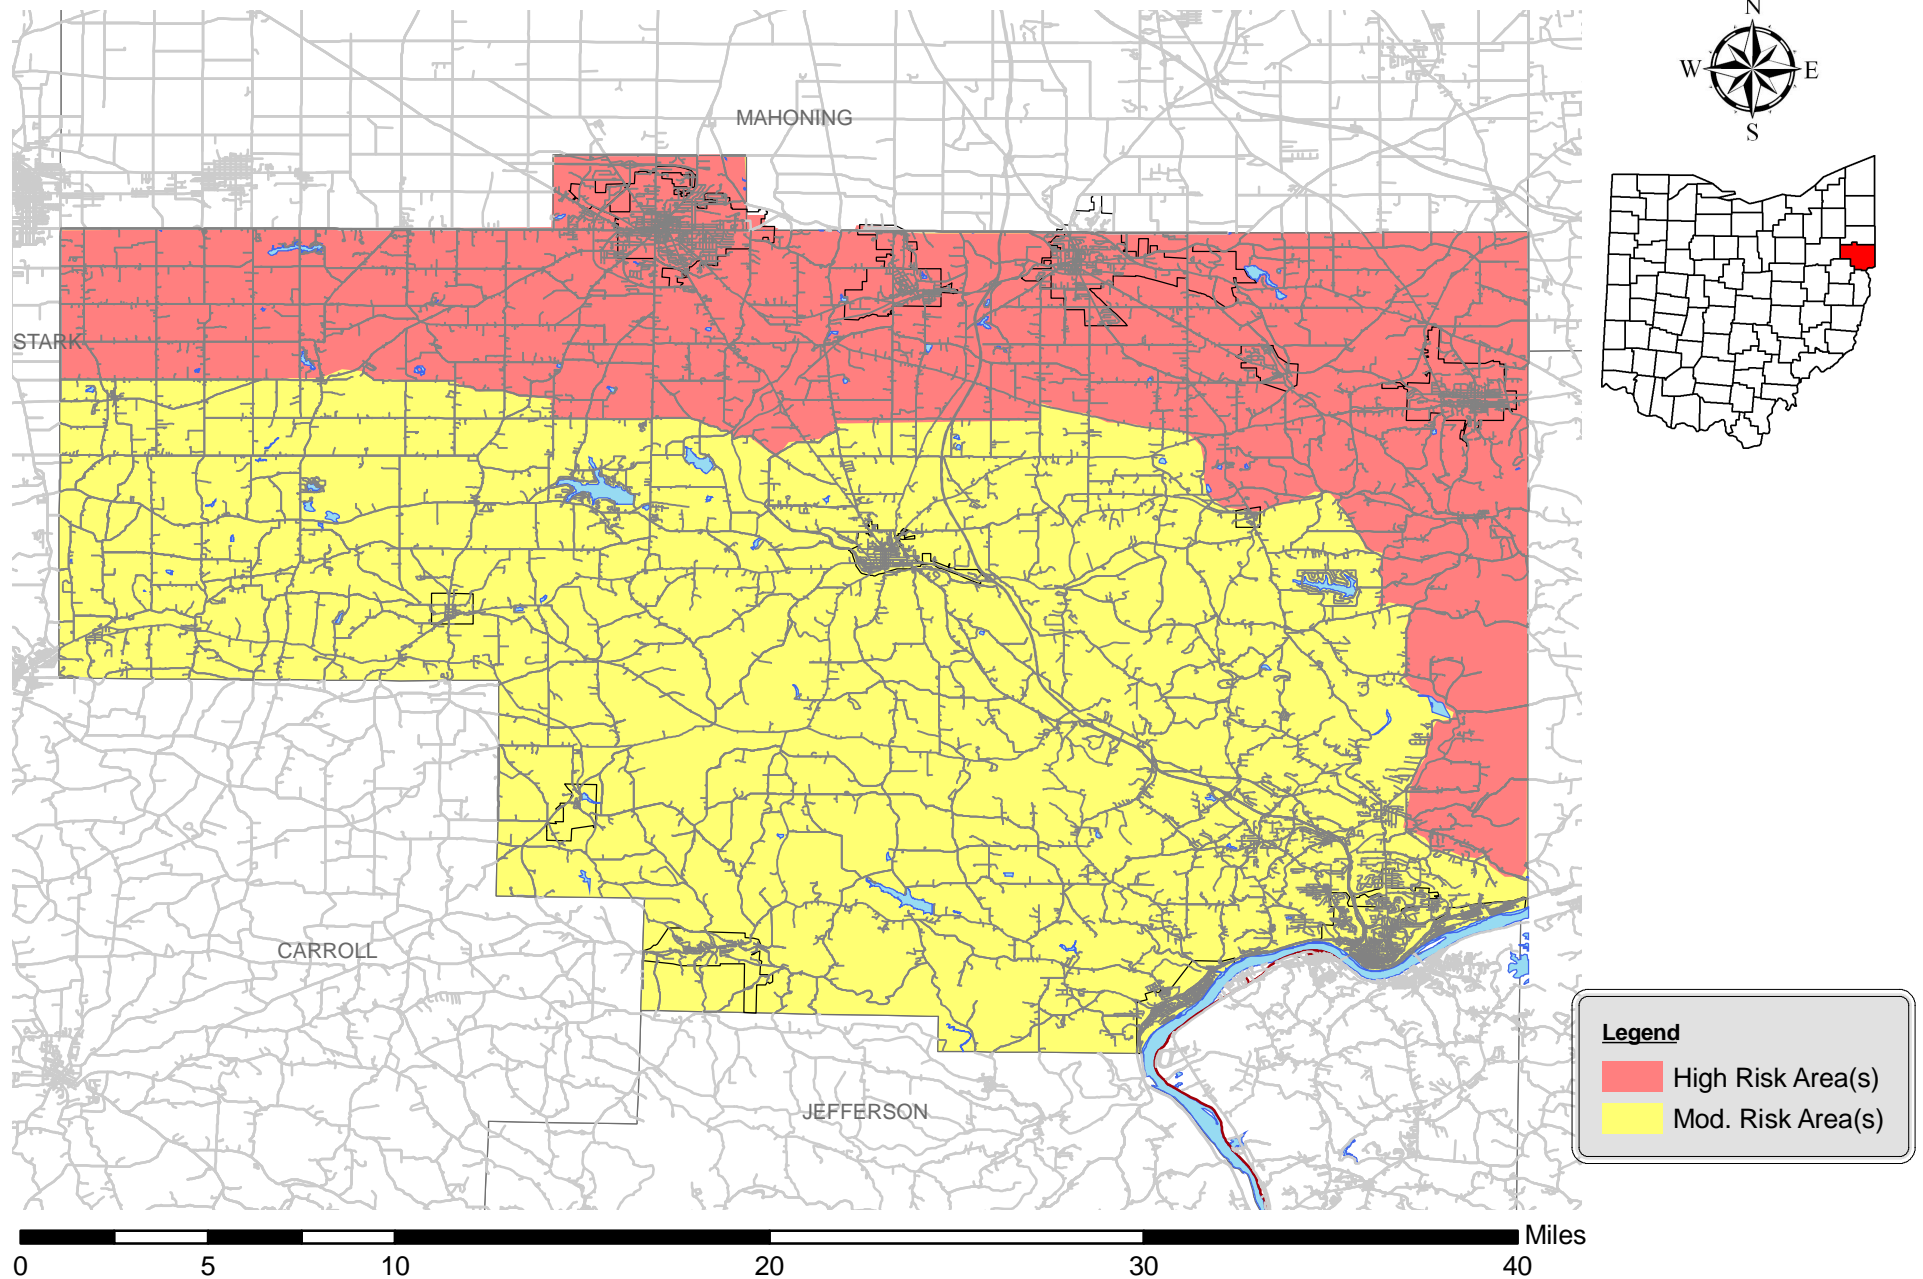 N
W E
S
MAHONING
STARK
CARROLL
JEFFERSON
Legend
High Risk Area(s)
Mod. Risk Area(s)
Miles
0 5 10 20 30 40